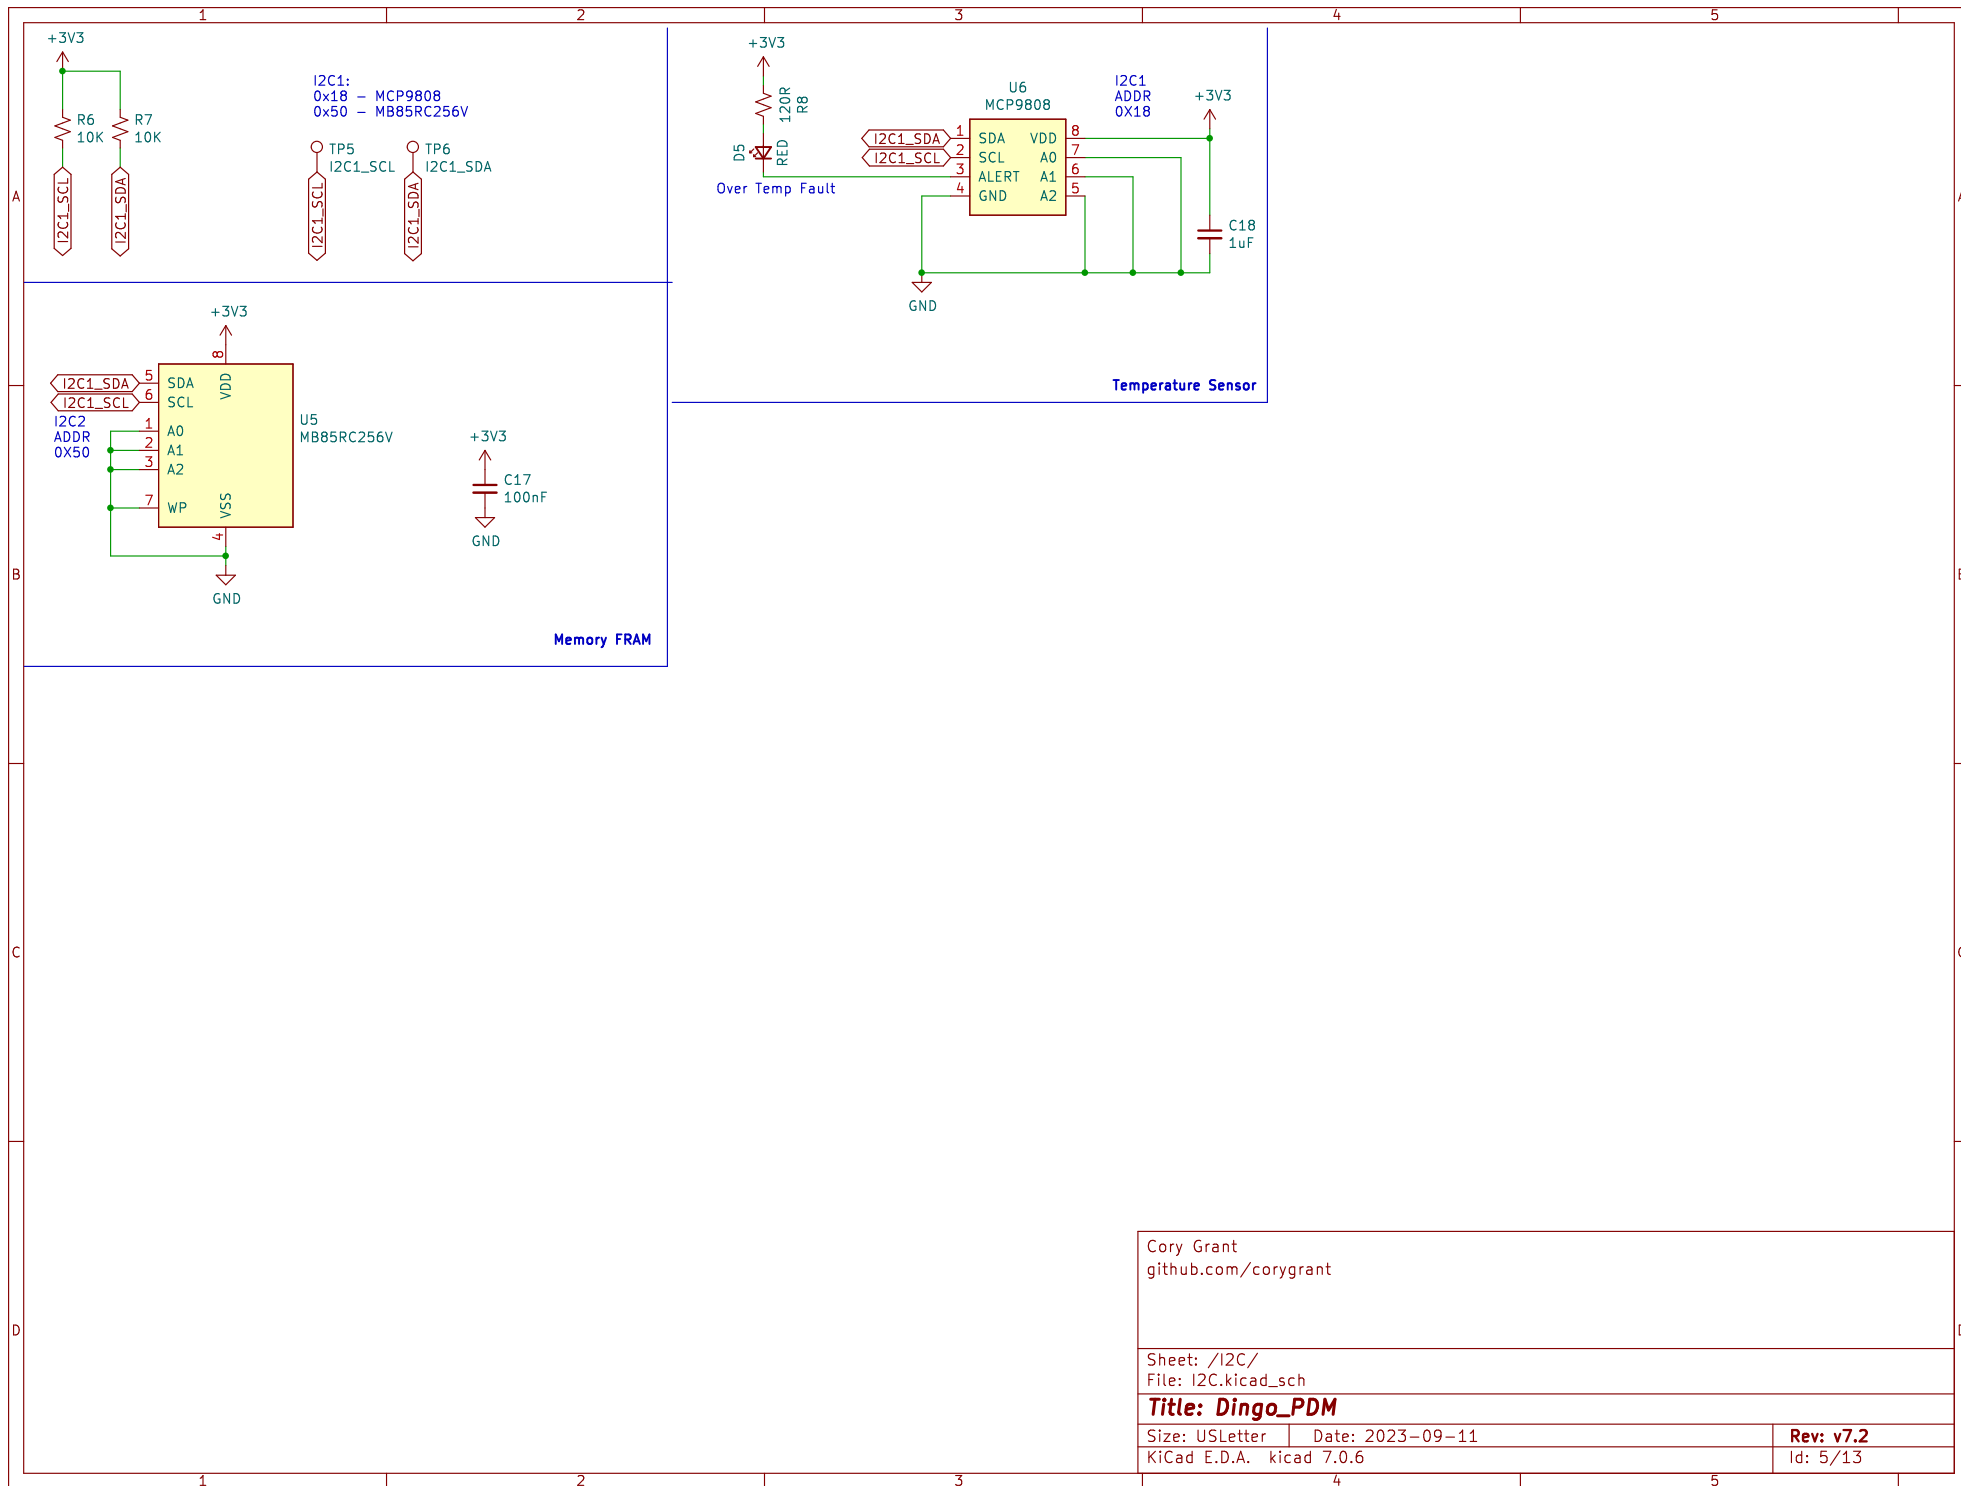 1 2 3 4 5
+3V3
R6
10K
R7
10K
I2C1_SCL
I2C1_SDA
I2C1:
0x18 - MCP9808
0x50 - MB85RC256V
TP5
I2C1_SCL
TP6
I2C1_SDA
I2C1_SCL
I2C1_SDA
A
+3V3
120R
R8
D5
RED
Over Temp Fault
U6
MCP9808
I2C1_SDA
I2C1_SCL
1 SDA
2 SCL
3 ALERT
4 GND
VDD 8
A0 7
A1 6
A2 5
I2C1
ADDR
0X18
+3V3
C18
1uF
GND
Temperature Sensor
+3V3
8
VDD
I2C1_SDA
I2C1_SCL
5 SDA
6 SCL
I2C2
ADDR
0X50
1 A0
2 A1
3 A2
7 WP
VSS
4
U5
MB85RC256V
GND
+3V3
C17
100nF
GND
B
Memory FRAM
C
D
Cory Grant
github.com/corygrant
Sheet: /I2C/
File: I2C.kicad_sch
Title: Dingo_PDM
Size: USLetter
Date: 2023-09-11
Rev: v7.2
KiCad E.D.A. kicad 7.0.6
Id: 5/13
1 2 3 4 5